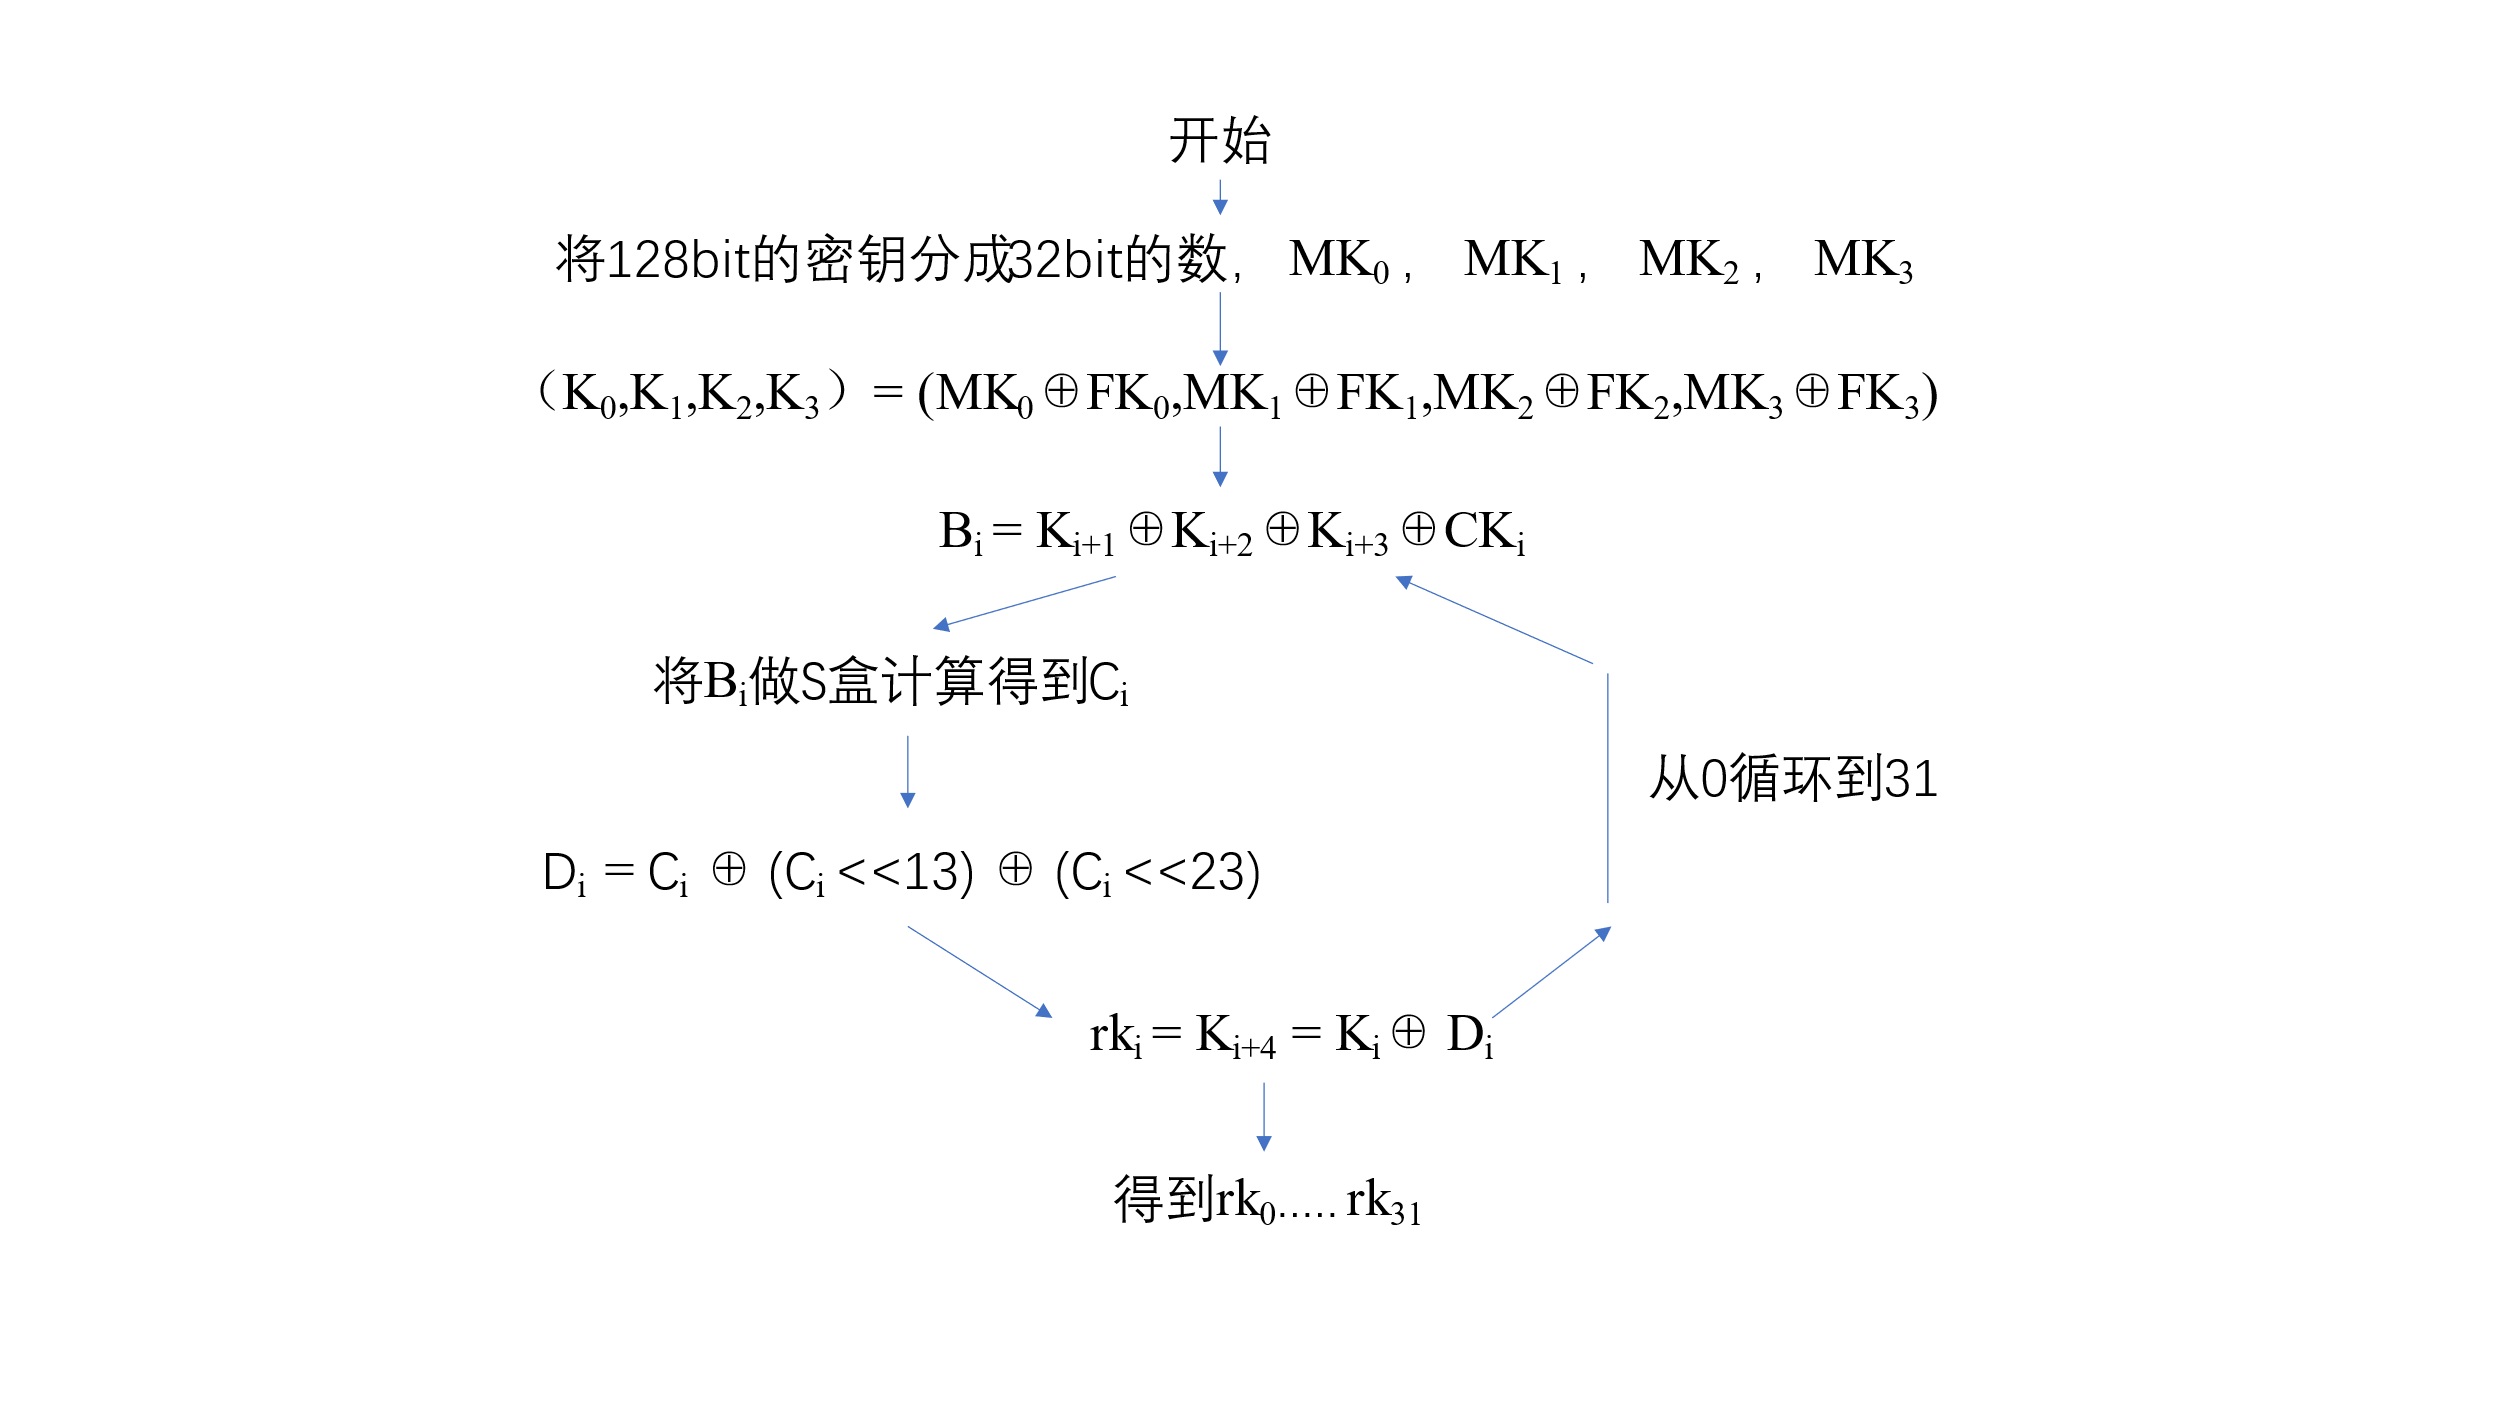 开始
将128bit的密钥分成32bit的数, MK₀, MK₁, MK₂, MK₃
（K₀,K₁,K₂,K₃）= (MK₀⊕FK₀,MK₁⊕FK₁,MK₂⊕FK₂,MK₃⊕FK₃)
Bᵢ = Kᵢ₊₁⊕Kᵢ₊₂⊕Kᵢ₊₃⊕CKᵢ
将Bᵢ做S盒计算得到Cᵢ
从0循环到31
Dᵢ = Cᵢ ⊕ (Cᵢ <<13) ⊕ (Cᵢ <<23)
rkᵢ = Kᵢ₊₄ = Kᵢ⊕ Dᵢ
得到rk₀..... rk₃₁